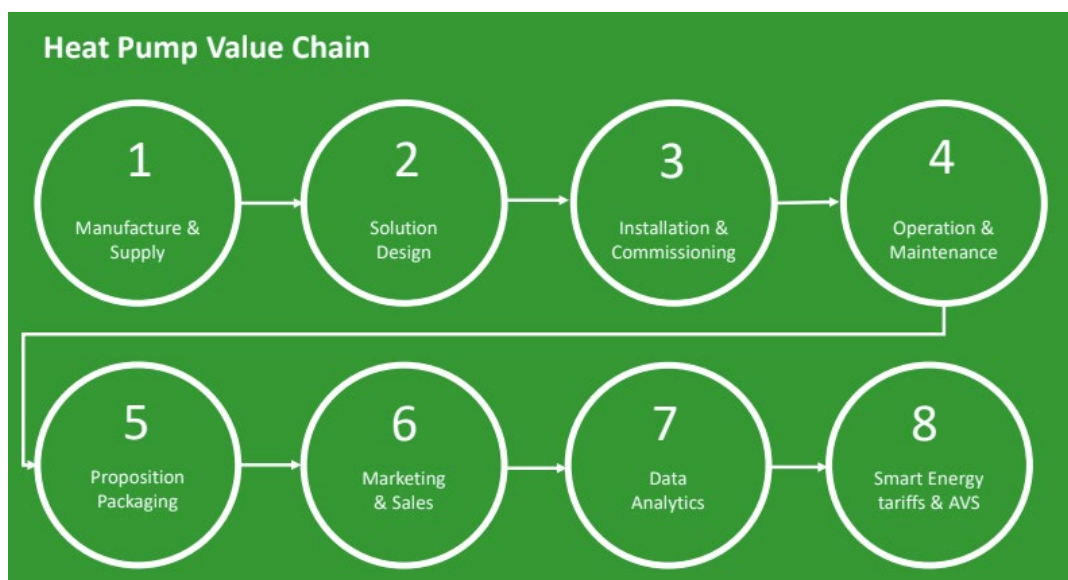 Heat Pump Value Chain
1
Manufacture &
Supply
2
Solution
Design
3
Installation &
Commissioning
4
Operation &
Maintenance
5
Proposition
Packaging
6
Marketing
& Sales
7
Data
Analytics
8
Smart Energy
tariffs & AVS